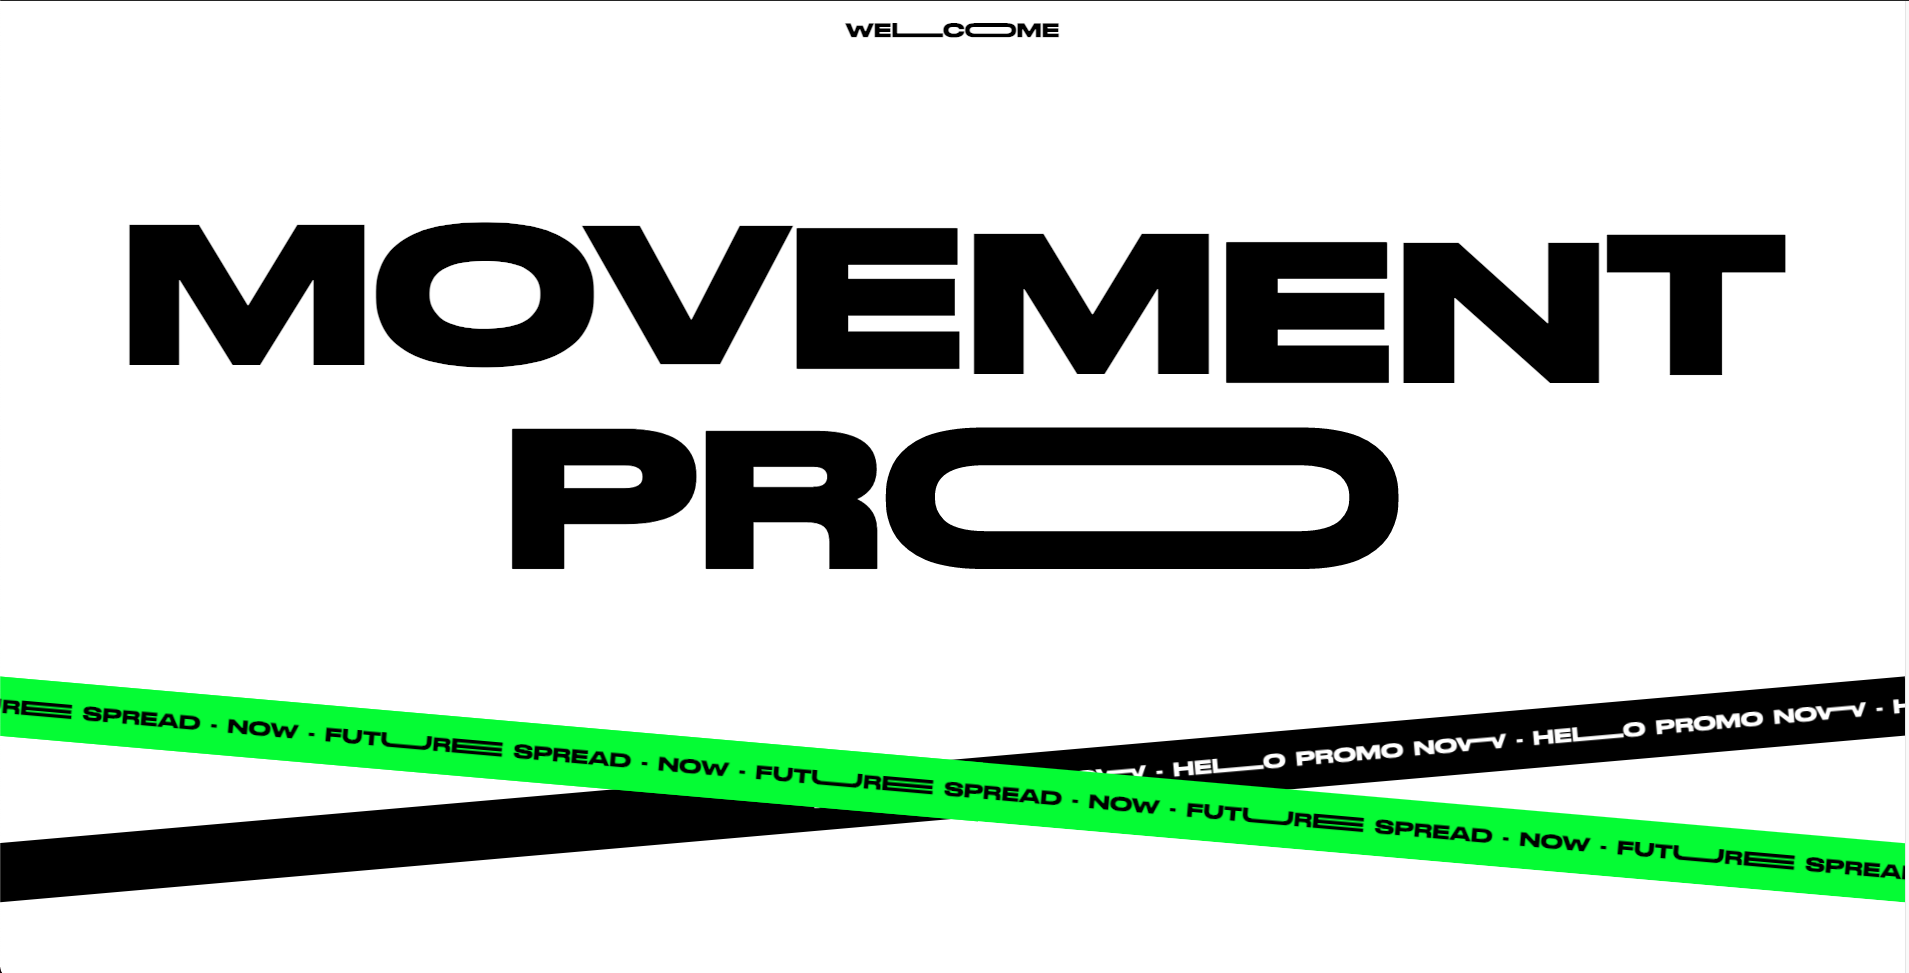 WELCOME
MOVEMENT
PRO
SPREAD - NOW - FUTURE SPREAD - NOW - FUTURE SPREAD - NOW - FUTURE SPREAD - NOW - FUTURE
- HELLO PROMO NOW - HELLO PROMO NOW -